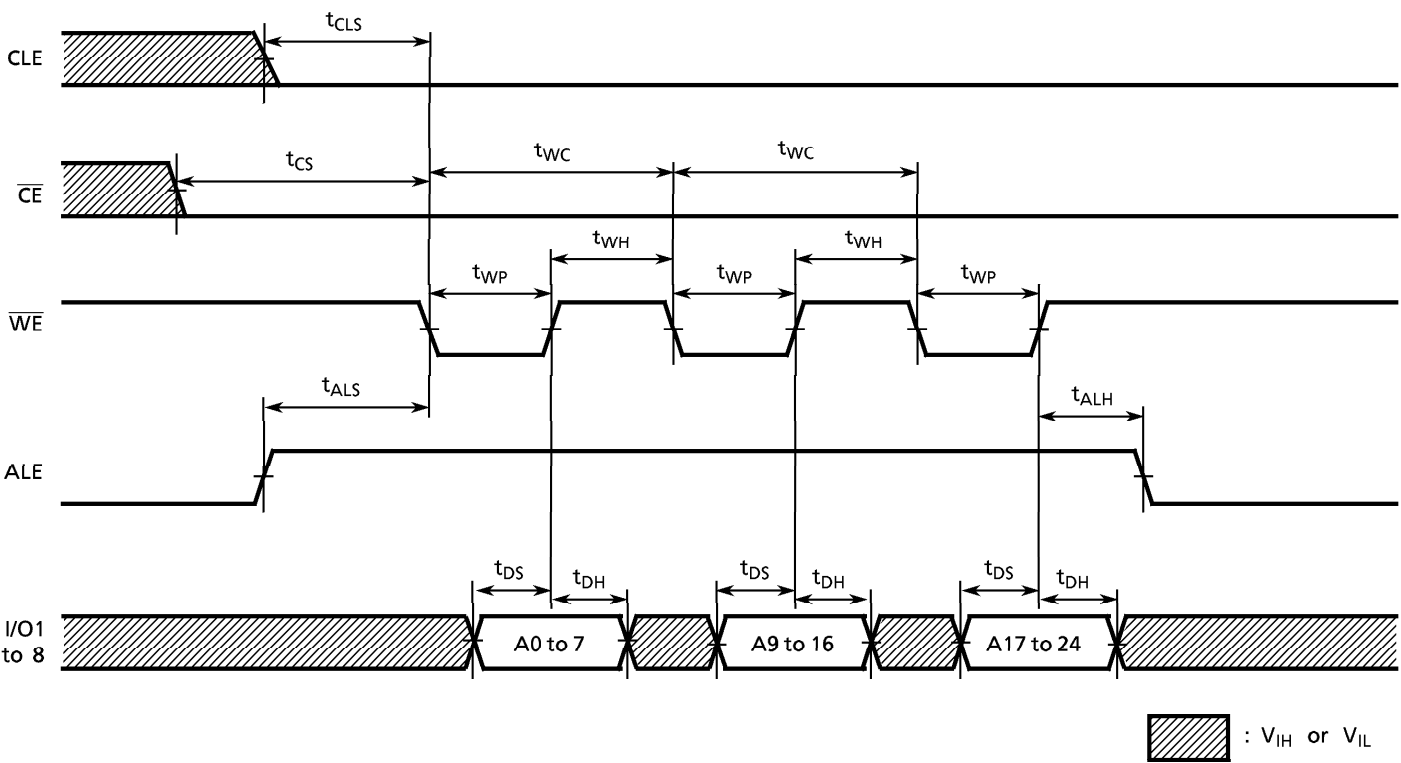 tCLS
CLE
tCS
tWC
tWC
CE
tWH
tWH
tWP
tWP
tWP
WE
tALS
tALH
ALE
tDS
tDH
tDS
tDH
tDS
tDH
I/O1
to 8
A0 to 7
A9 to 16
A17 to 24
: VIH or VIL